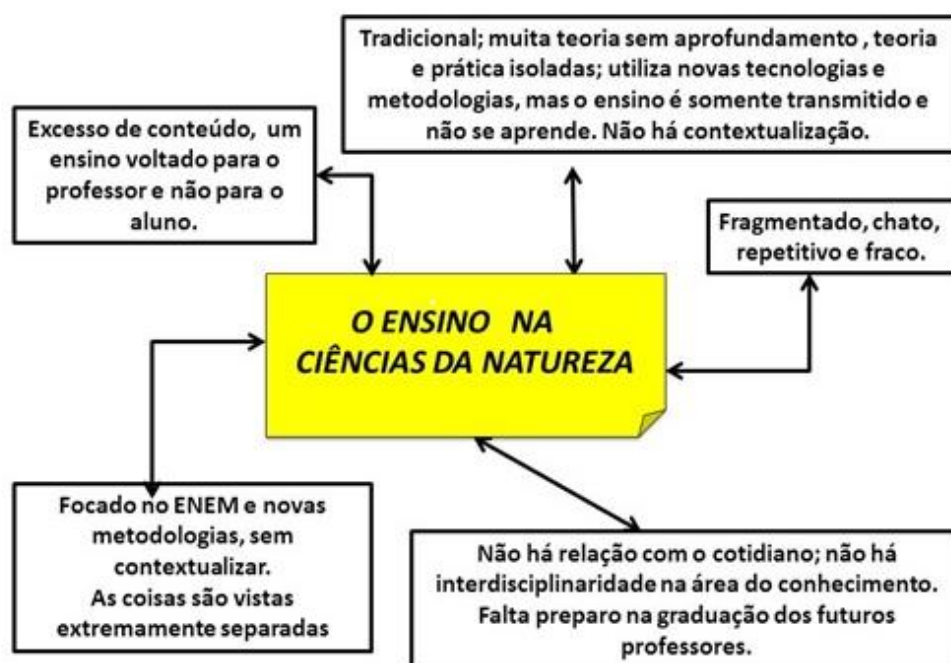 Tradicional; muita teoria sem aprofundamento , teoria
e prática isoladas; utiliza novas tecnologias e
metodologias, mas o ensino é somente transmitido e
não se aprende. Não há contextualização.
Excesso de conteúdo, um
ensino voltado para o
professor e não para o
aluno.
Fragmentado, chato,
repetitivo e fraco.
O ENSINO NA
CIÊNCIAS DA NATUREZA
Focado no ENEM e novas
metodologias, sem
contextualizar.
As coisas são vistas
extremamente separadas
Não há relação com o cotidiano; não há
interdisciplinaridade na área do conhecimento.
Falta preparo na graduação dos futuros
professores.